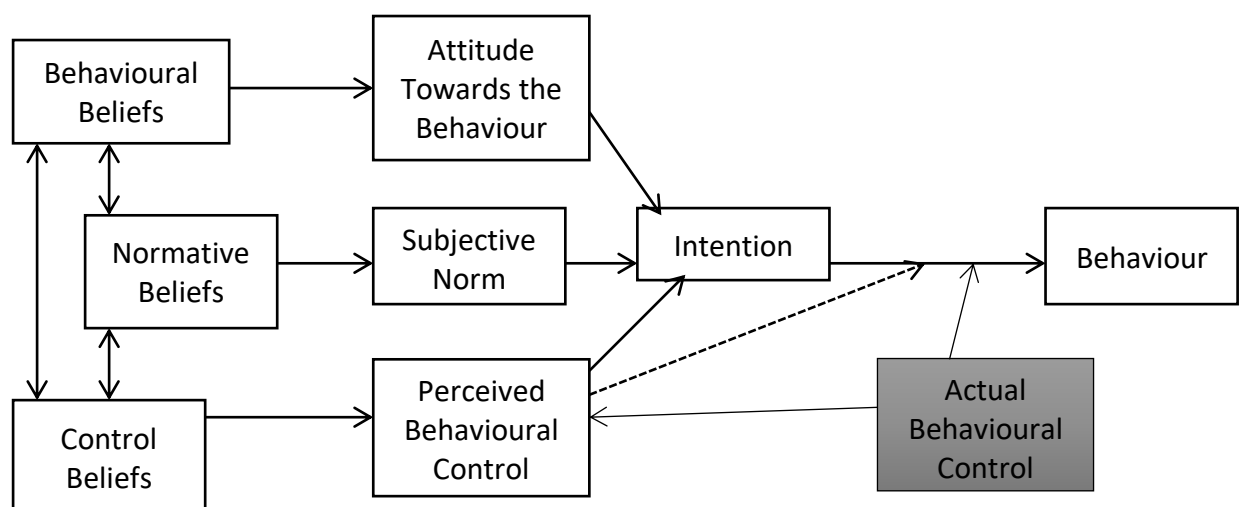 Behavioural
Beliefs
Attitude
Towards the
Behaviour
Normative
Beliefs
Subjective
Norm
Intention
Behaviour
Control
Beliefs
Perceived
Behavioural
Control
Actual
Behavioural
Control